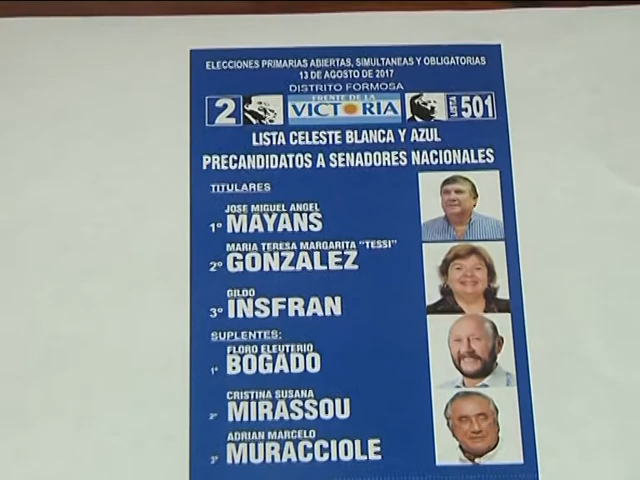 ELECCIONES PRIMARIAS ABIERTAS, SIMULTANEAS Y OBLIGATORIAS
13 DE AGOSTO DE 2017
DISTRITO FORMOSA
2 FRENTE DE LA VICTORIA LISTA 501
LISTA CELESTE BLANCA Y AZUL
PRECANDIDATOS A SENADORES NACIONALES
TITULARES
JOSE MIGUEL ANGEL
1º MAYANS
MARIA TERESA MARGARITA "TESSI"
2º GONZALEZ
GILDO
3º INSFRAN
SUPLENTES:
FLORO ELEUTERIO
1º BOGADO
CRISTINA SUSANA
2º MIRASSOU
ADRIAN MARCELO
3º MURACCIOLE